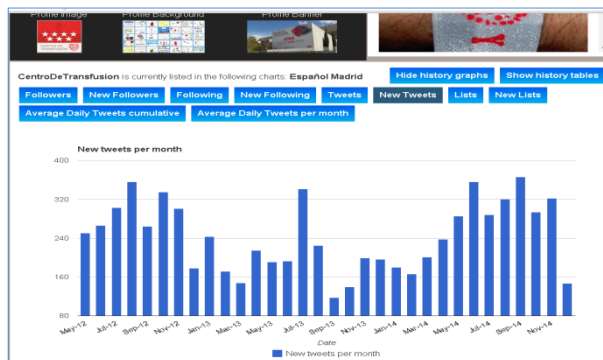 Profile Image Profile Background Profile Banner
CentroDeTransfusion is currently listed in the following charts: Español Madrid
Hide history graphs Show history tables
Followers New Followers Following New Following Tweets New Tweets Lists New Lists
Average Daily Tweets cumulative Average Daily Tweets per month
New tweets per month
400
320
240
160
80
May-12 Jul-12 Sep-12 Nov-12 Jan-13 Mar-13 May-13 Jul-13 Sep-13 Nov-13 Jan-14 Mar-14 May-14 Jul-14 Sep-14 Nov-14
Date
New tweets per month